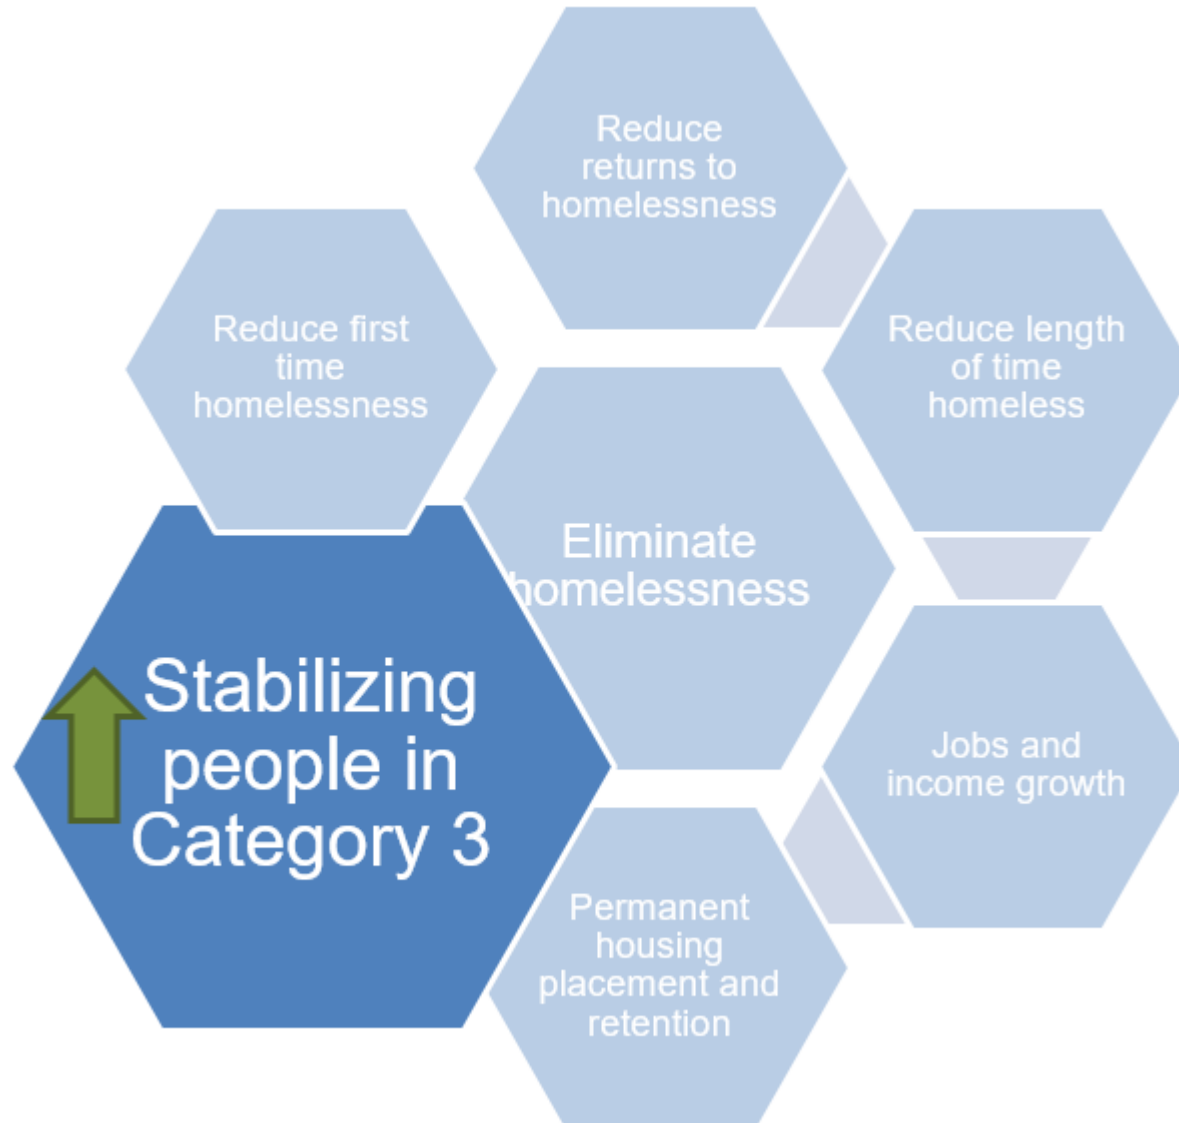 Reduce
returns to
homelessness
Reduce first
time
homelessness
Reduce length
of time
homeless
Eliminate
homelessness
Stabilizing
people in
Category 3
Jobs and
income growth
Permanent
housing
placement and
retention